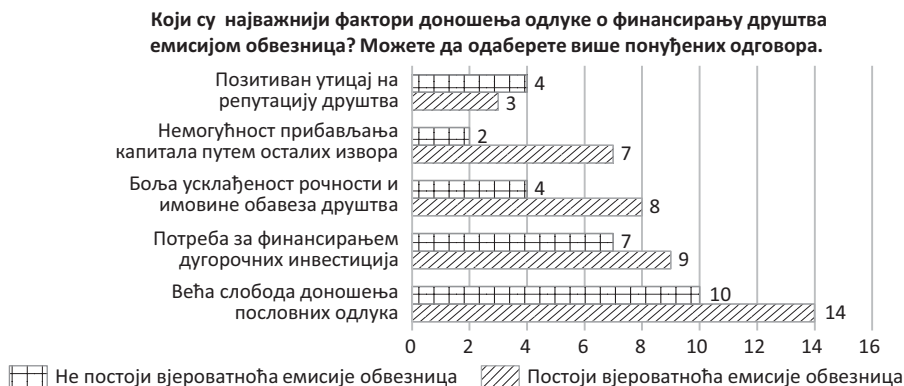 Који су најважнији фактори доношења одлуке о финансирању друштва
емисијом обвезница? Можете да одаберете више понуђених одговора.
Позитиван утицај на
репутацију друштва
4
3
Немогућност прибављања
капитала путем осталих извора
2
7
Боља усклађеност рочности и
имовине обавеза друштва
4
8
Потреба за финансирањем
дугорочних инвестиција
7
9
Већа слобода доношења
пословних одлука
10
14
0 2 4 6 8 10 12 14 16
Не постоји вјероватноћа емисије обвезница Постоји вјероватноћа емисије обвезница